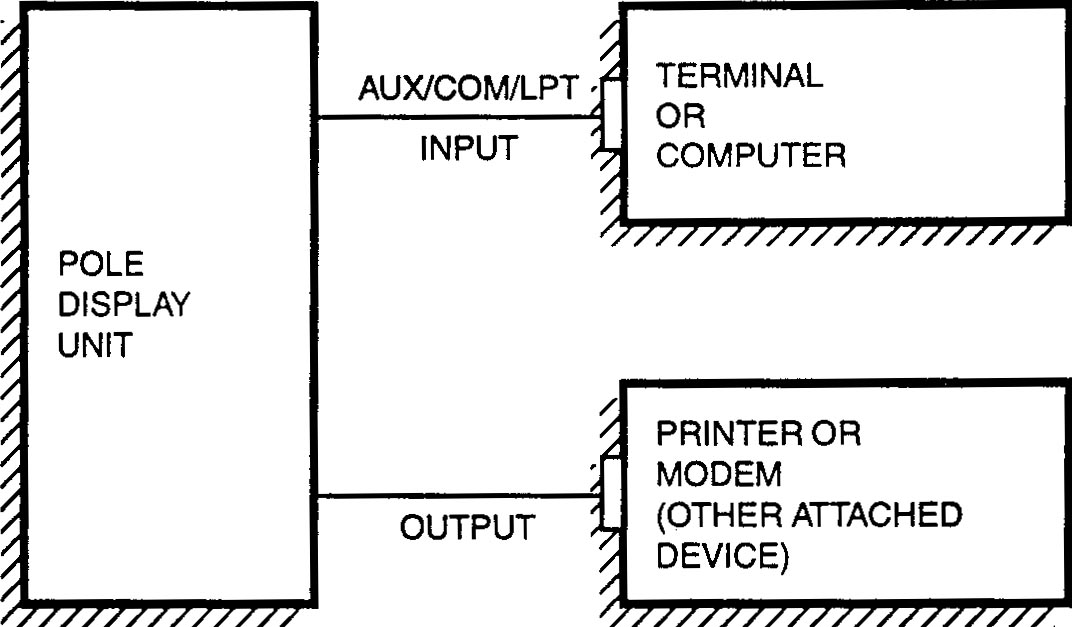 POLE
DISPLAY
UNIT
AUX/COM/LPT
INPUT
TERMINAL
OR
COMPUTER
OUTPUT
PRINTER OR
MODEM
(OTHER ATTACHED
DEVICE)